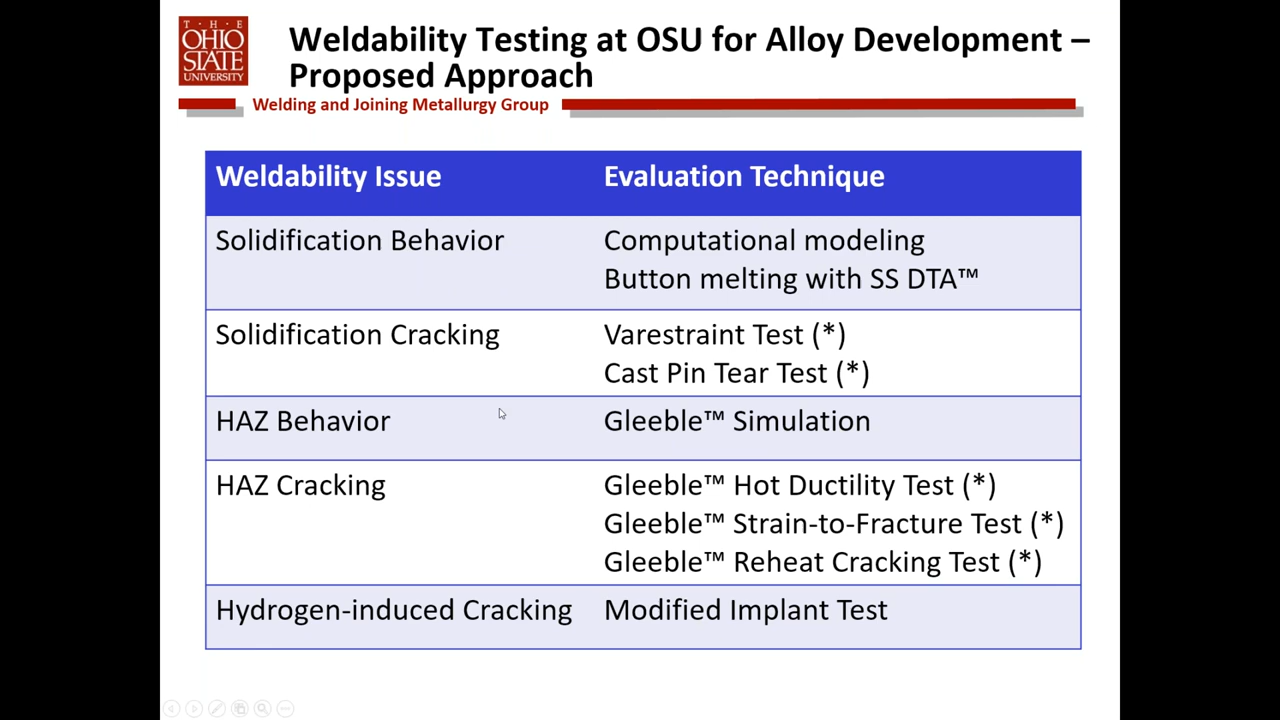 T·H·E
OHIO
STATE
UNIVERSITY
Weldability Testing at OSU for Alloy Development –
Proposed Approach
Welding and Joining Metallurgy Group
Weldability Issue
Evaluation Technique
Solidification Behavior
Computational modeling
Button melting with SS DTA™
Solidification Cracking
Varestraint Test (*)
Cast Pin Tear Test (*)
HAZ Behavior
Gleeble™ Simulation
HAZ Cracking
Gleeble™ Hot Ductility Test (*)
Gleeble™ Strain-to-Fracture Test (*)
Gleeble™ Reheat Cracking Test (*)
Hydrogen-induced Cracking
Modified Implant Test